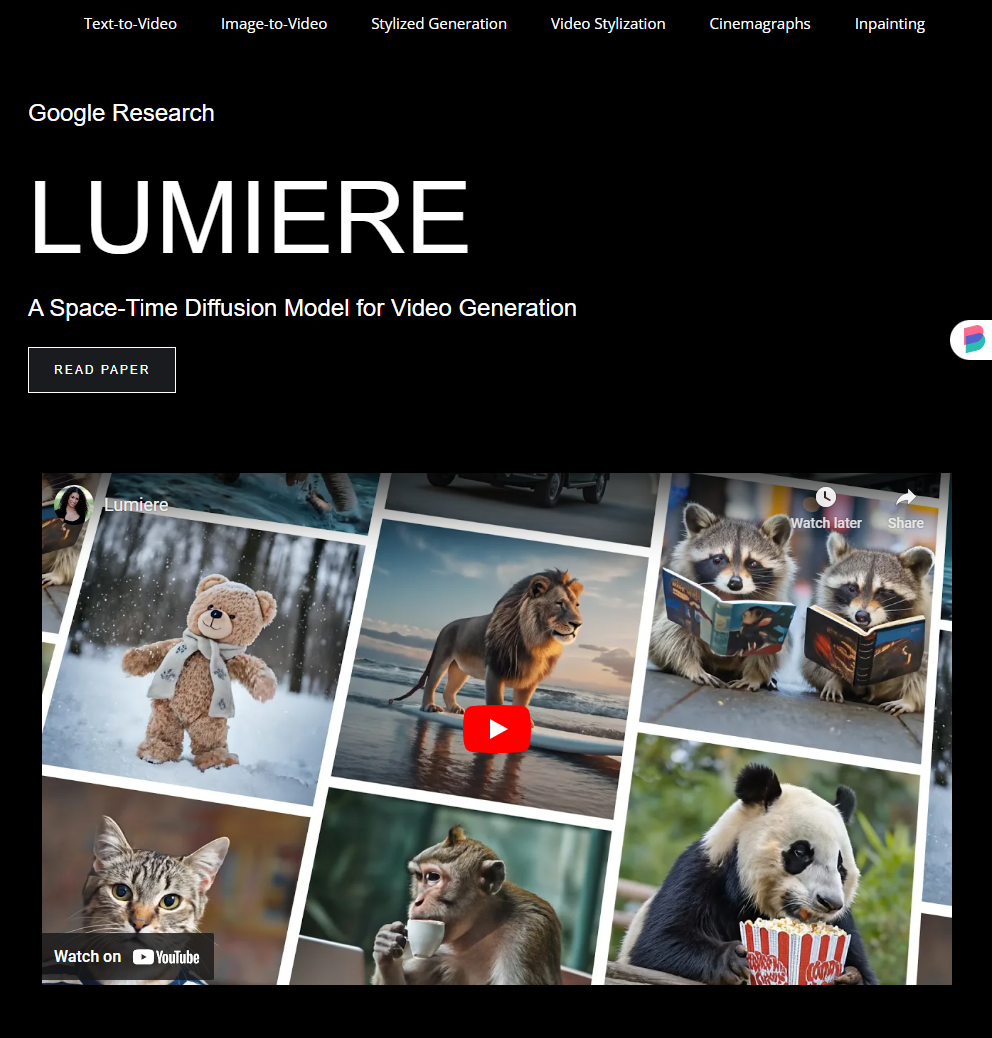 Text-to-Video Image-to-Video Stylized Generation Video Stylization Cinemagraphs Inpainting
Google Research
LUMIERE
A Space-Time Diffusion Model for Video Generation
READ PAPER
Lumiere
Watch later Share
Watch on YouTube